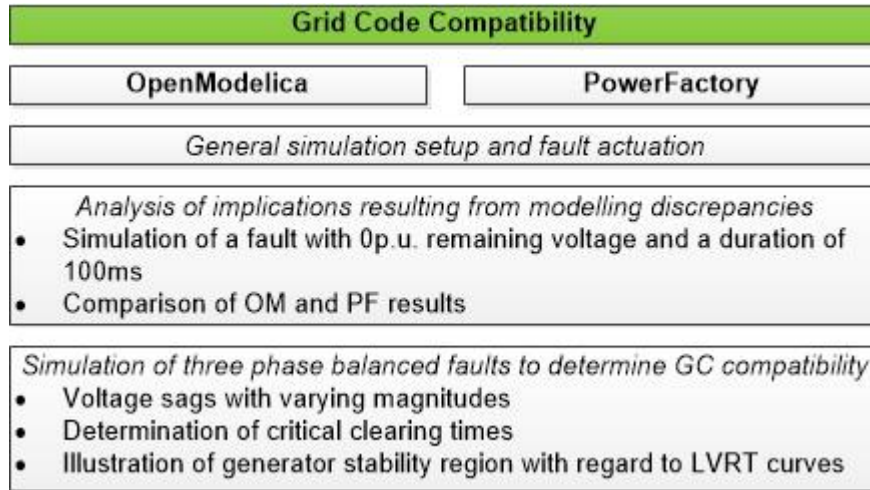 Grid Code Compatibility
OpenModelica
PowerFactory
General simulation setup and fault actuation
Analysis of implications resulting from modelling discrepancies
• Simulation of a fault with 0p.u. remaining voltage and a duration of
100ms
• Comparison of OM and PF results
Simulation of three phase balanced faults to determine GC compatibility
• Voltage sags with varying magnitudes
• Determination of critical clearing times
• Illustration of generator stability region with regard to LVRT curves